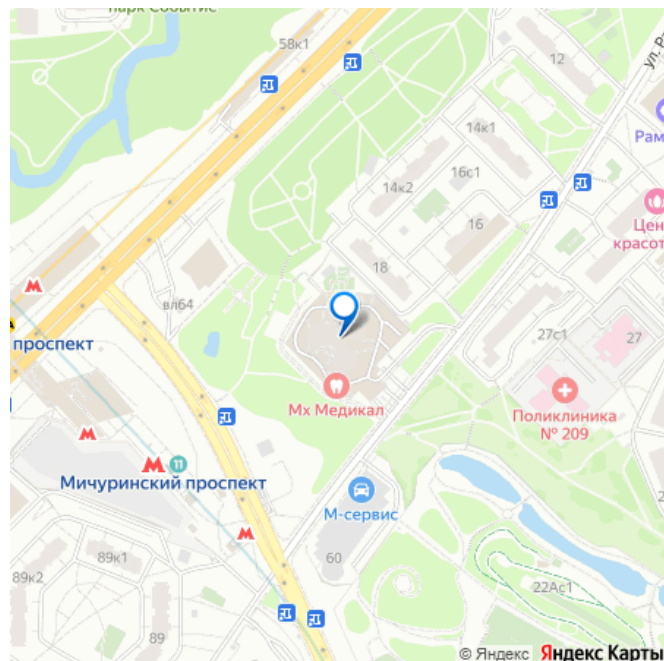 парк Событие
58к1
12
ул. Р
14к1
Рам
16с1
14к2
16
Цен
красот
18
вл64
проспект
27с1
27
Мх Медикал
Поликлиника
№ 209
11
Мичуринский проспект
М-сервис
89к1
60
89к2
22Ас1
89
© Яндекс Яндекс Карты